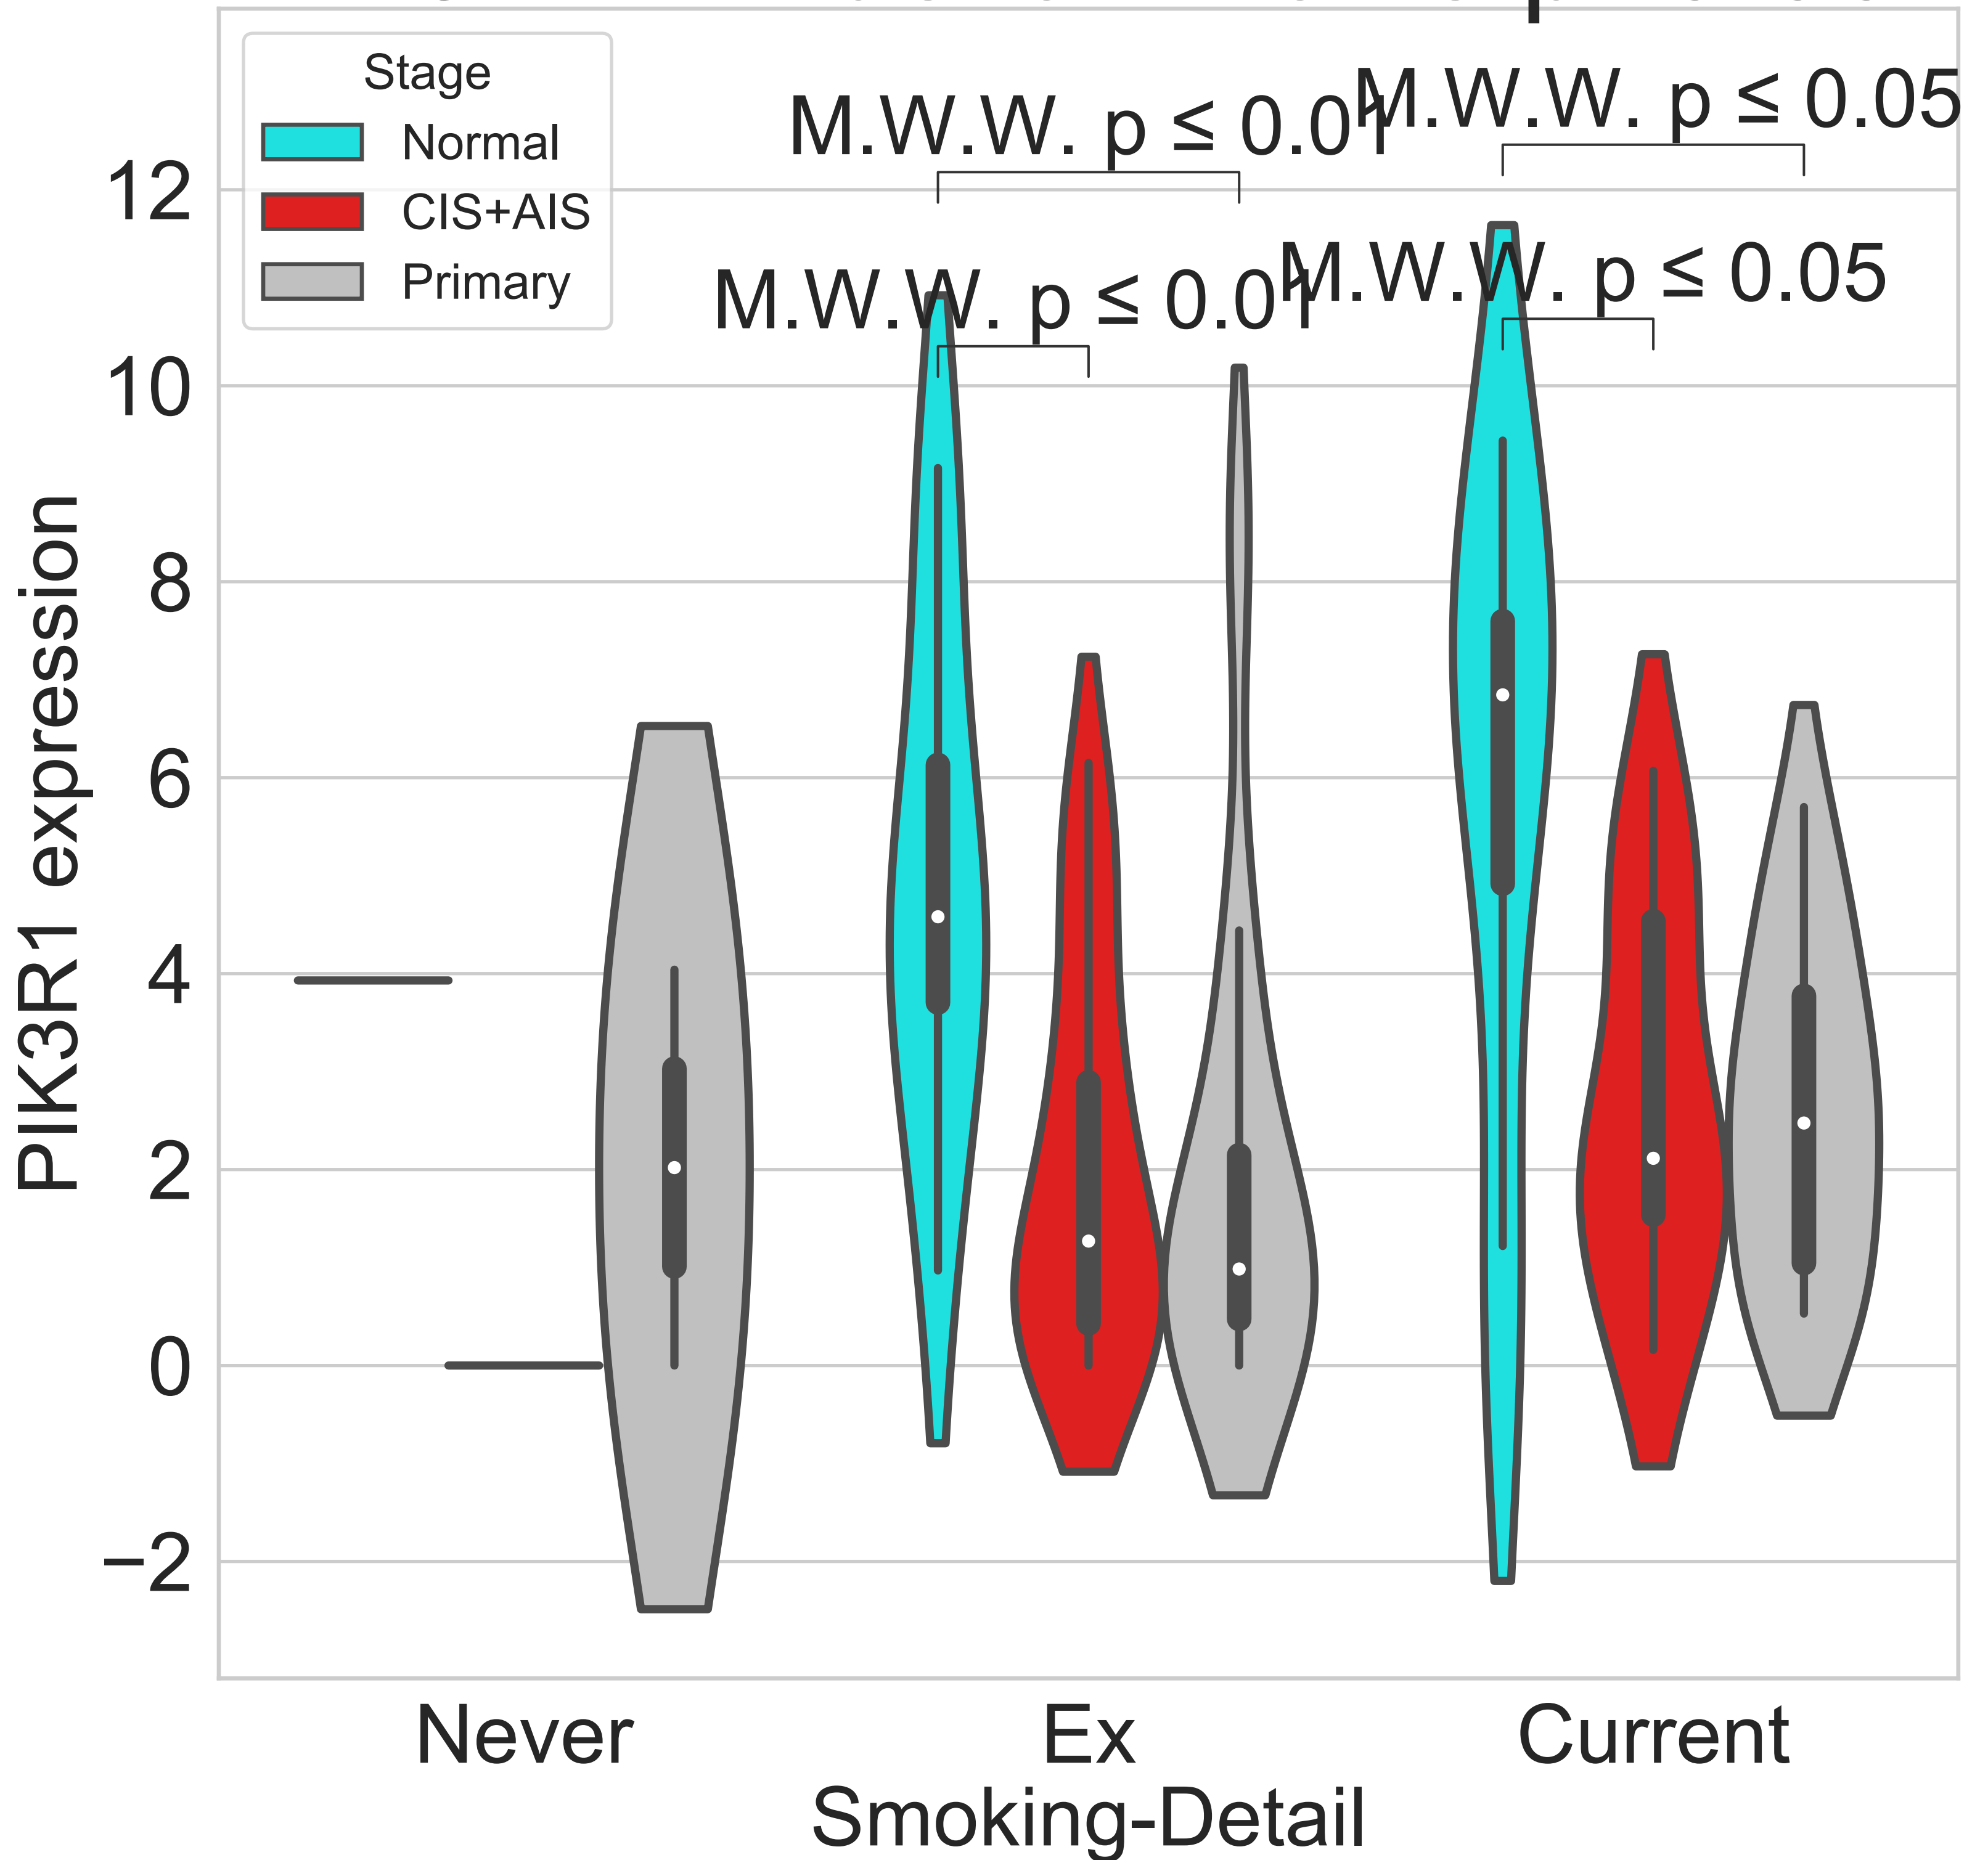 Stage
Normal
CIS+AIS
Primary
M.W.W. p ≤ 0.01
M.W.W. p ≤ 0.05
M.W.W. p ≤ 0.01
M.W.W. p ≤ 0.05
12
10
8
6
4
2
0
−2
PIK3R1 expression
Never
Ex
Current
Smoking-Detail